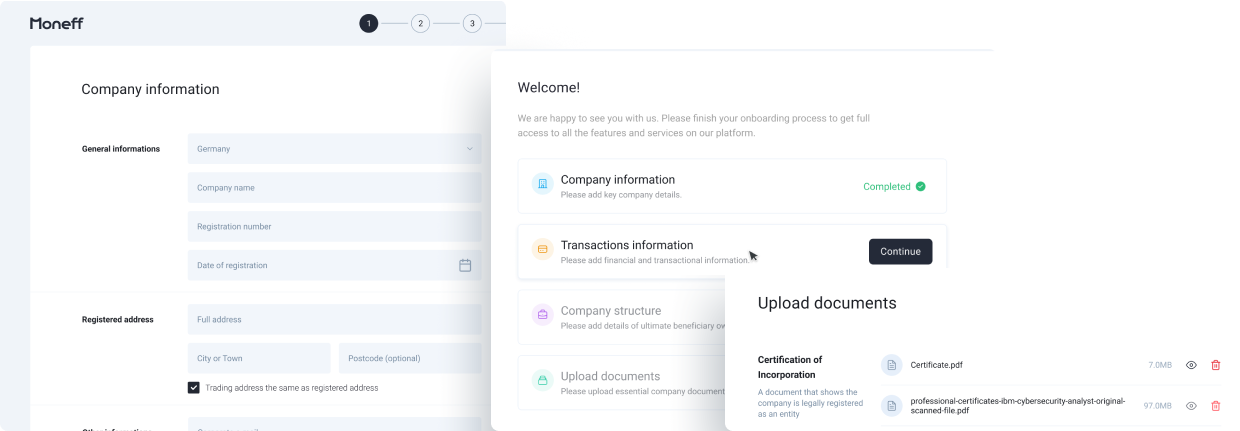 Moneff
1
2
3
Company information
General informations
Germany
Company name
Registration number
Date of registration
Registered address
Full address
City or Town
Postcode (optional)
Trading address the same as registered address
Welcome!
We are happy to see you with us. Please finish your onboarding process to get full
access to all the features and services on our platform.
Company information
Please add key company details.
Completed
Transactions information
Please add financial and transactional information.
Continue
Company structure
Please add details of ultimate beneficiary ow
Upload documents
Please upload essential company document
Upload documents
Certification of
Incorporation
A document that shows the
company is legally registered
as an entity
Certificate.pdf
7.0MB
professional-certificates-ibm-cybersecurity-analyst-original-
scanned-file.pdf
97.0MB